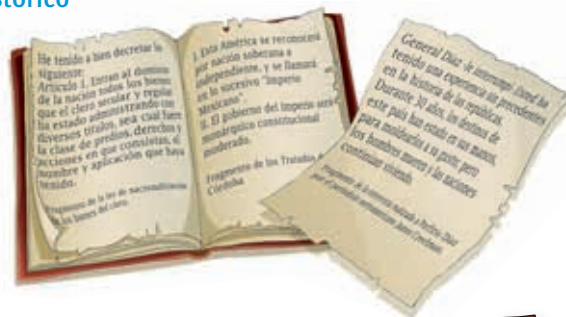 stórico
He tenido a bien decretar lo
siguiente:
Artículo 1. Entran al dominio
de la nación todos los bienes
que el clero secular y regular
ha estado administrando con
diversos títulos, sea cual fuere
la clase de predios, derechos y
acciones en que consistan, el
nombre y aplicación que haya
tenido.
Fragmento de la ley de nacionalización
de los bienes del clero.
I. Esta América se reconocerá
por nación soberana a
independiente, y se llamará
en lo sucesivo "Imperio
Mexicano".
II. El gobierno del Imperio será
monárquico constitucional
moderado.
Fragmento de los Tratados de
Córdoba
General Díaz -le interrumpí- Usted ha
tenido una experiencia sin precedentes
en la historia de las repúblicas.
Durante 30 años, los destinos de
este país han estado en sus manos,
para moldearlos a su gusto; pero
los hombres mueren y las naciones
continúan viviendo.
Fragmento de la entrevista realizada a Porfirio Díaz
por el periodista James Creelman.